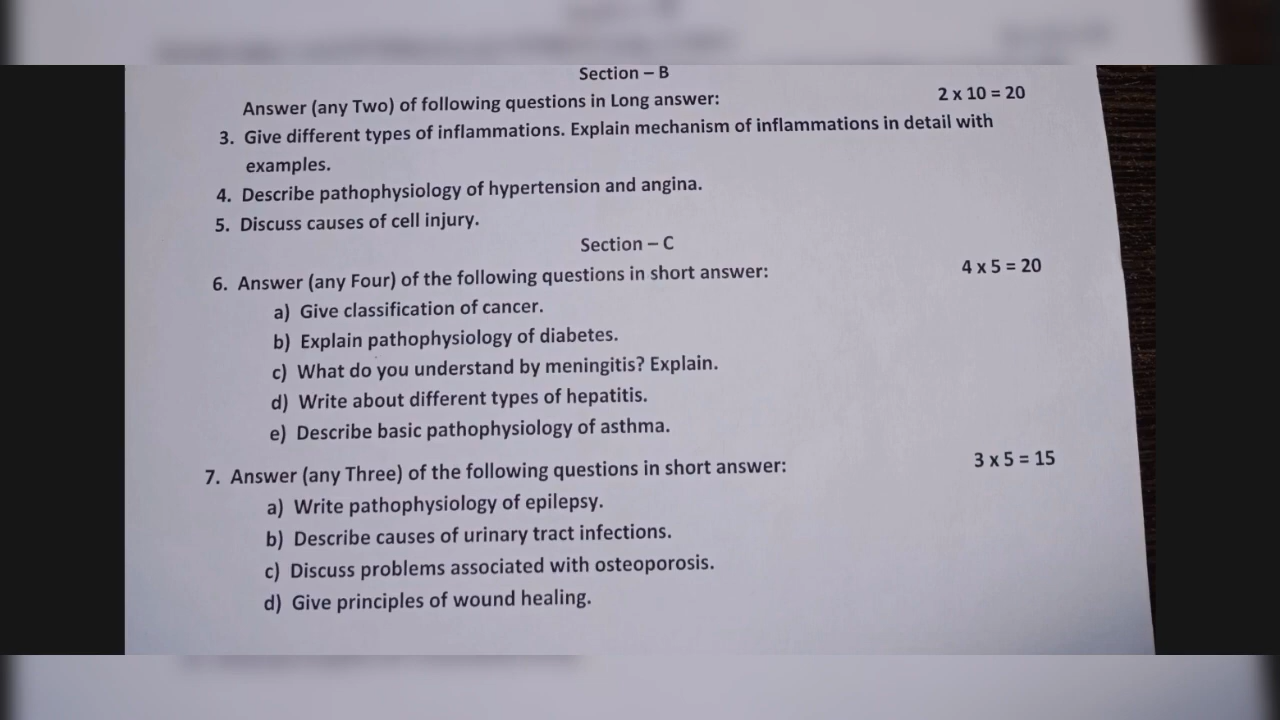 Section – B
Answer (any Two) of following questions in Long answer: 2 x 10 = 20
3. Give different types of inflammations. Explain mechanism of inflammations in detail with
examples.
4. Describe pathophysiology of hypertension and angina.
5. Discuss causes of cell injury.
Section – C
6. Answer (any Four) of the following questions in short answer: 4 x 5 = 20
a) Give classification of cancer.
b) Explain pathophysiology of diabetes.
c) What do you understand by meningitis? Explain.
d) Write about different types of hepatitis.
e) Describe basic pathophysiology of asthma.
7. Answer (any Three) of the following questions in short answer: 3 x 5 = 15
a) Write pathophysiology of epilepsy.
b) Describe causes of urinary tract infections.
c) Discuss problems associated with osteoporosis.
d) Give principles of wound healing.